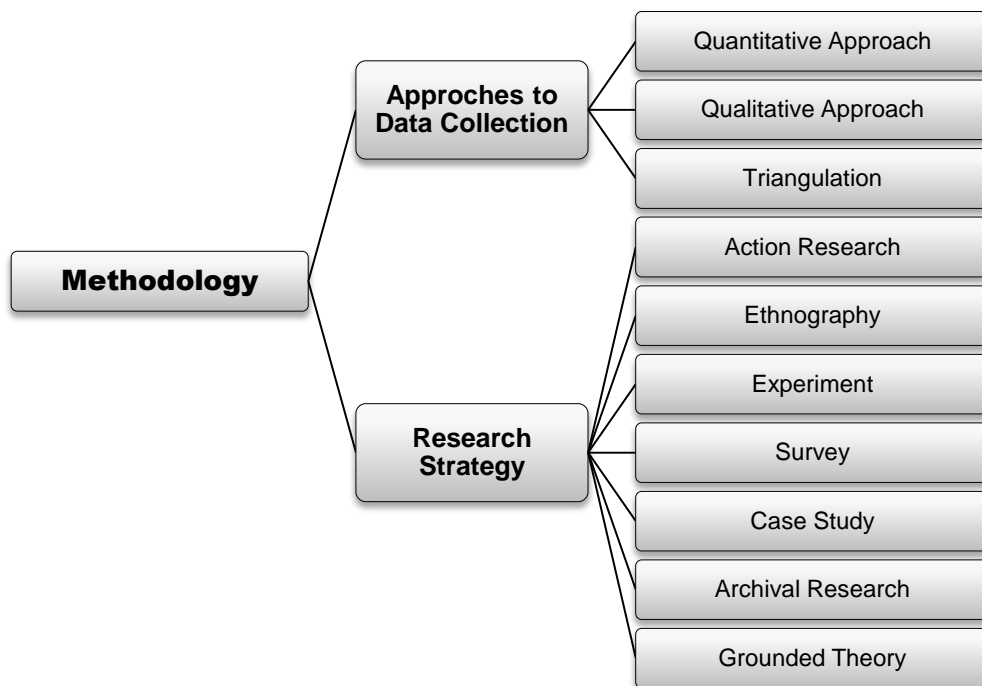 Quantitative Approach
Approches to
Data Collection
Qualitative Approach
Triangulation
Methodology
Action Research
Ethnography
Experiment
Research
Strategy
Survey
Case Study
Archival Research
Grounded Theory